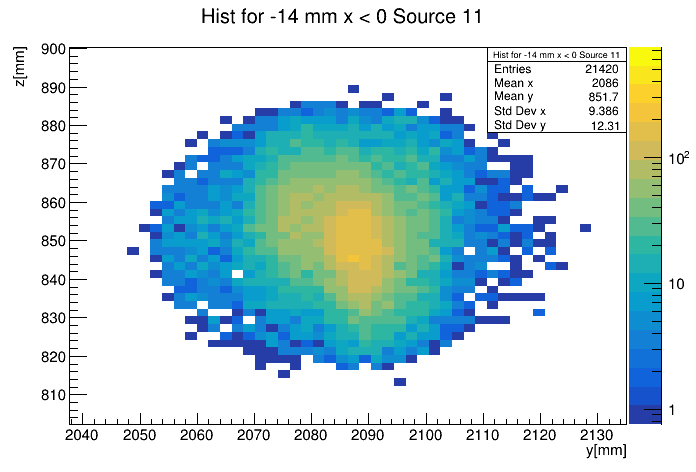 Hist for -14 mm x < 0 Source 11
z[mm]
900
890
880
870
860
850
840
830
820
810
Hist for -14 mm x < 0 Source 11
Entries 21420
Mean x 2086
Mean y 851.7
Std Dev x 9.386
Std Dev y 12.31
10²
10
1
2040 2050 2060 2070 2080 2090 2100 2110 2120 2130
y[mm]